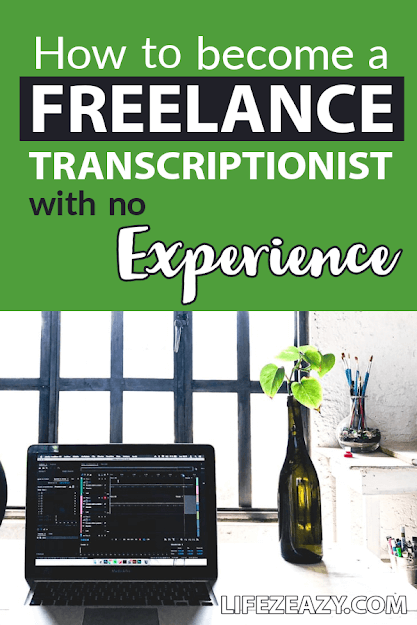 How to become a
FREELANCE
TRANSCRIPTIONIST
with no
Experience
LIFEZEAZY.COM